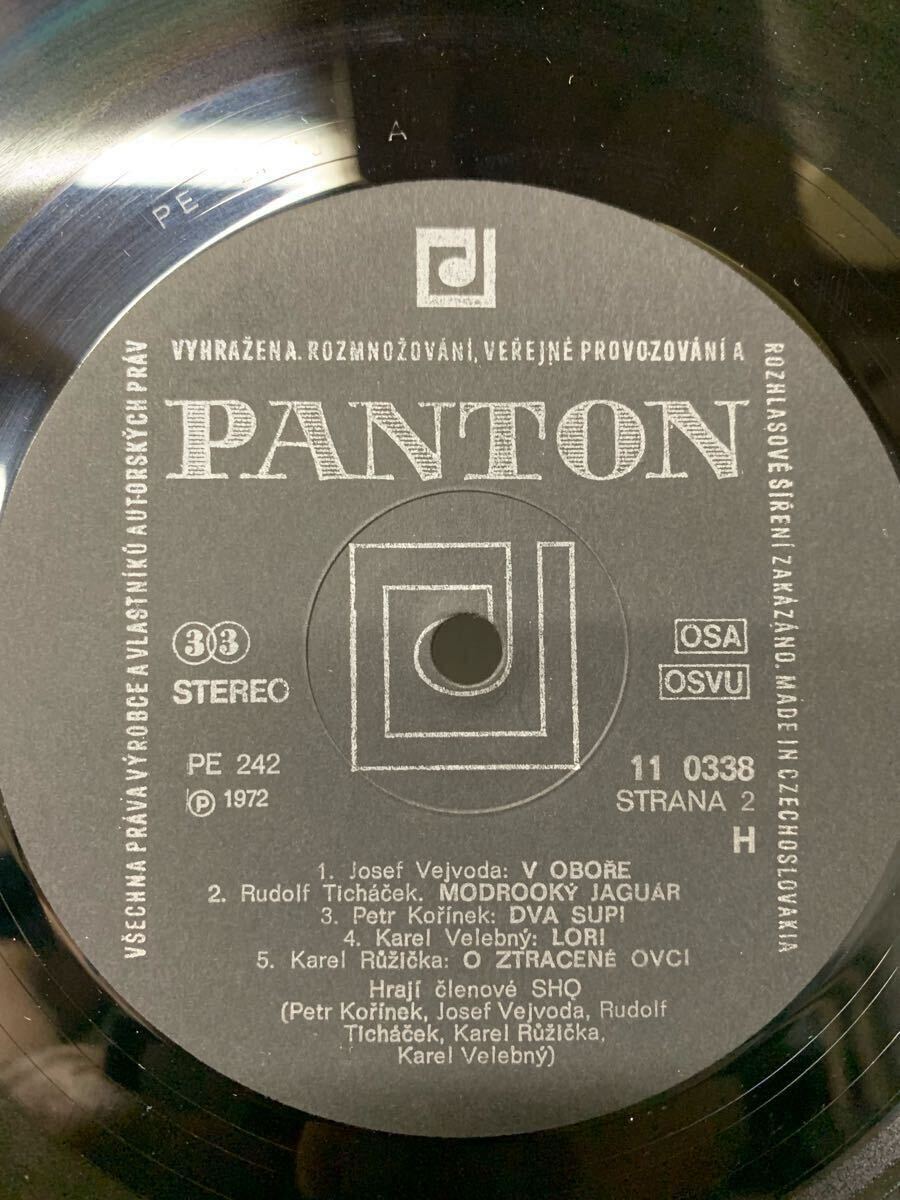 A
PE
VŠECHNA PRÁVA VÝROBCE A VLASTNÍKŮ AUTORSKÝCH PRÁV
VYHRAŽENA. ROZMNOŽOVÁNÍ, VEŘEJNÉ PROVOZOVÁNÍ A
ROZHLASOVÉ ŠÍŘENÍ ZAKÁZÁNO. MADE IN CZECHOSLOVAKIA
PANTON
33
STEREO
OSA
OSVU
PE 242
11 0338
℗ 1972
STRANA 2
H
1. Josef Vejvoda: V OBOŘE
2. Rudolf Ticháček. MODROOKÝ JAGUÁR
3. Petr Kořínek: DVA SUPI
4. Karel Velebný: LORI
5. Karel Růžička: O ZTRACENÉ OVCI
Hrají členové SHQ
(Petr Kořínek, Josef Vejvoda, Rudolf
Ticháček, Karel Růžička,
Karel Velebný)